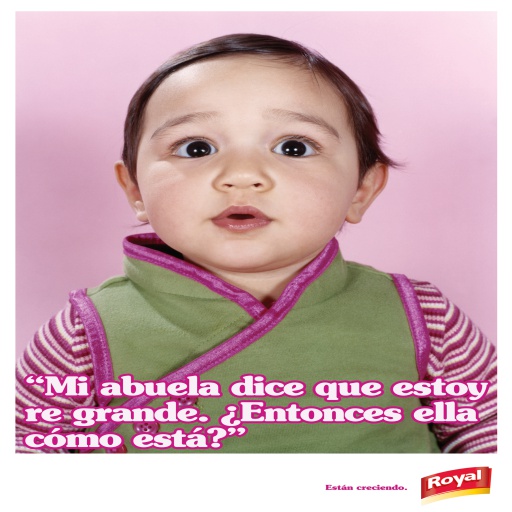 “Mi abuela dice que estoy
re grande. ¿Entonces ella
cómo está?”
Están creciendo.
Royal